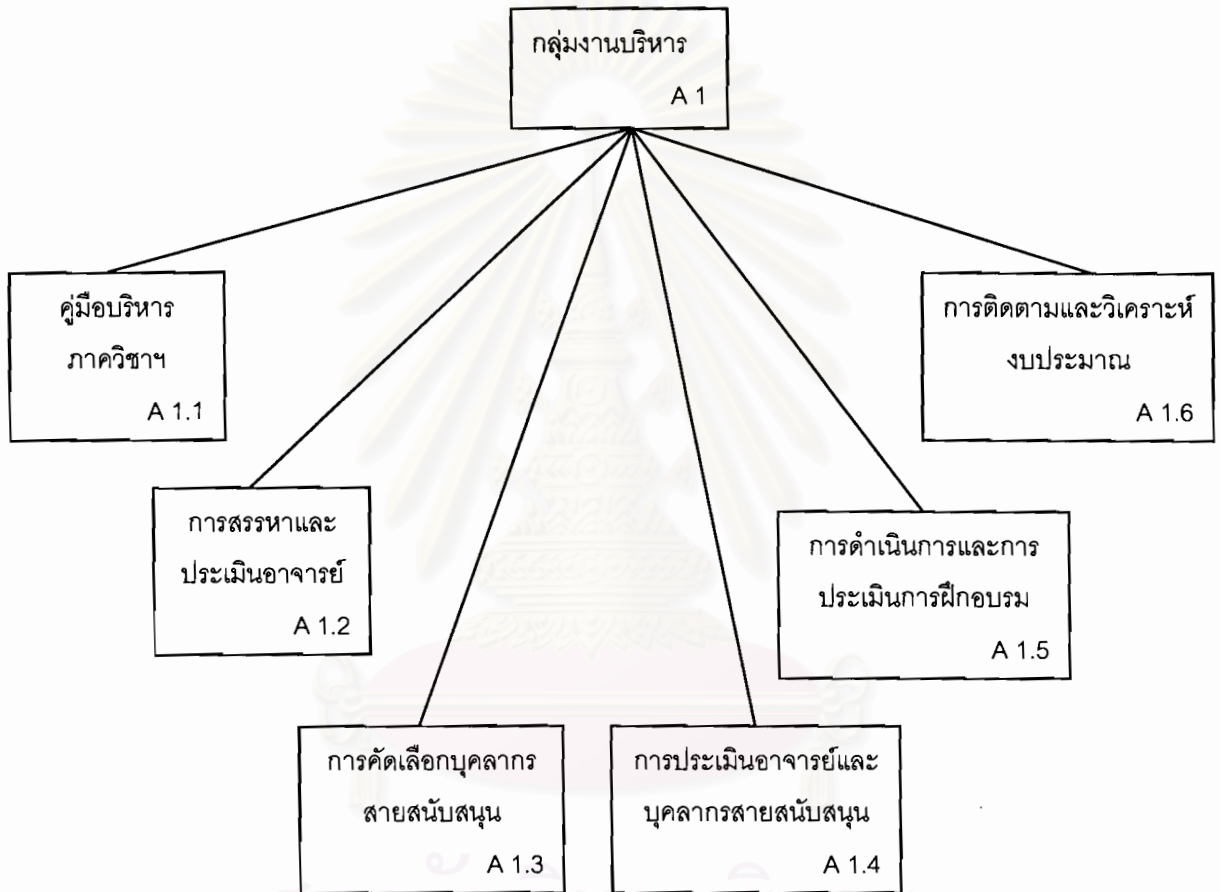 กลุ่มงานบริหาร
A 1
คู่มือบริหาร
ภาควิชาฯ
A 1.1
การสรรหาและ
ประเมินอาจารย์
A 1.2
การคัดเลือกบุคลากร
สายสนับสนุน
A 1.3
การประเมินอาจารย์และ
บุคลากรสายสนับสนุน
A 1.4
การดำเนินการและการ
ประเมินการฝึกอบรม
A 1.5
การติดตามและวิเคราะห์
งบประมาณ
A 1.6